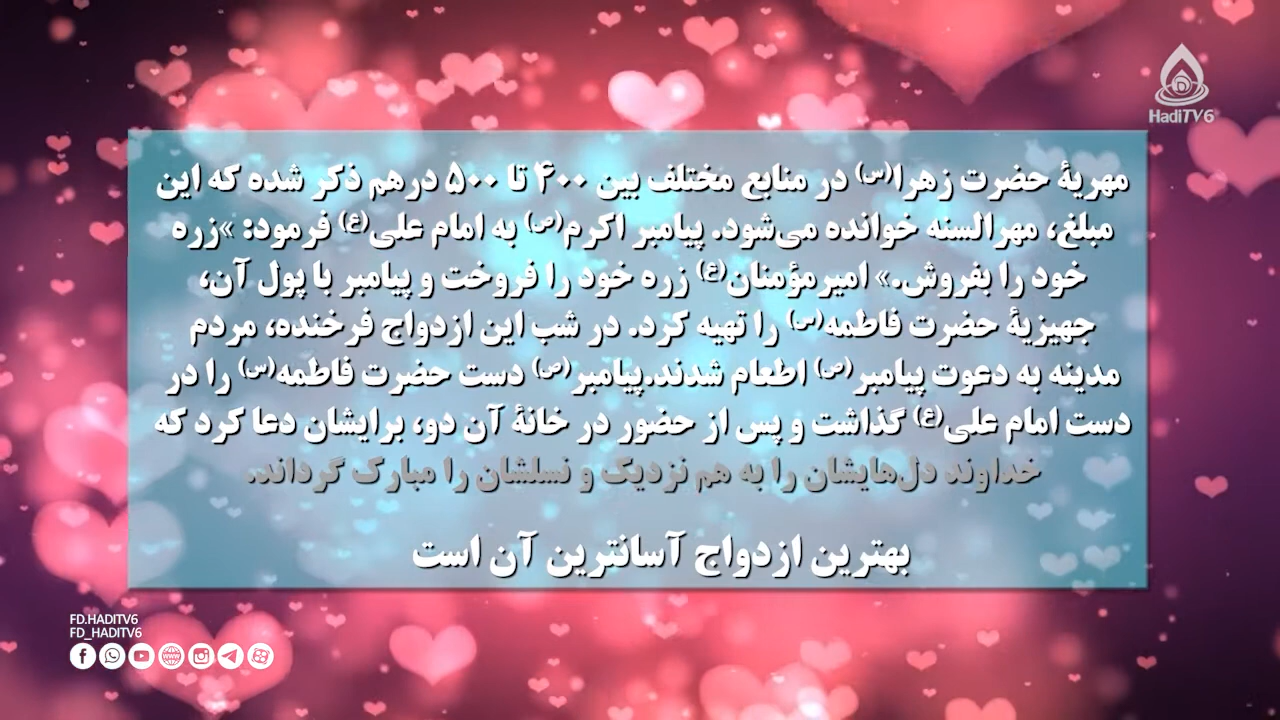 HadiTV6
مهریهٔ حضرت زهرا(س) در منابع مختلف بین ۴۰۰ تا ۵۰۰ درهم ذکر شده که این
مبلغ، مهرالسنه خوانده می‌شود. پیامبر اکرم(ص) به امام علی(ع) فرمود: »زره
خود را بفروش.» امیرمؤمنان(ع) زره خود را فروخت و پیامبر با پول آن،
جهیزیهٔ حضرت فاطمه(س) را تهیه کرد. در شب این ازدواج فرخنده، مردم
مدینه به دعوت پیامبر(ص) اطعام شدند.پیامبر(ص) دست حضرت فاطمه(س) را در
دست امام علی(ع) گذاشت و پس از حضور در خانهٔ آن دو، برایشان دعا کرد که
خداوند دل‌هایشان را به هم نزدیک و نسلشان را مبارک گرداند.
بهترین ازدواج آسانترین آن است
FD.HADITV6
FD_HADITV6